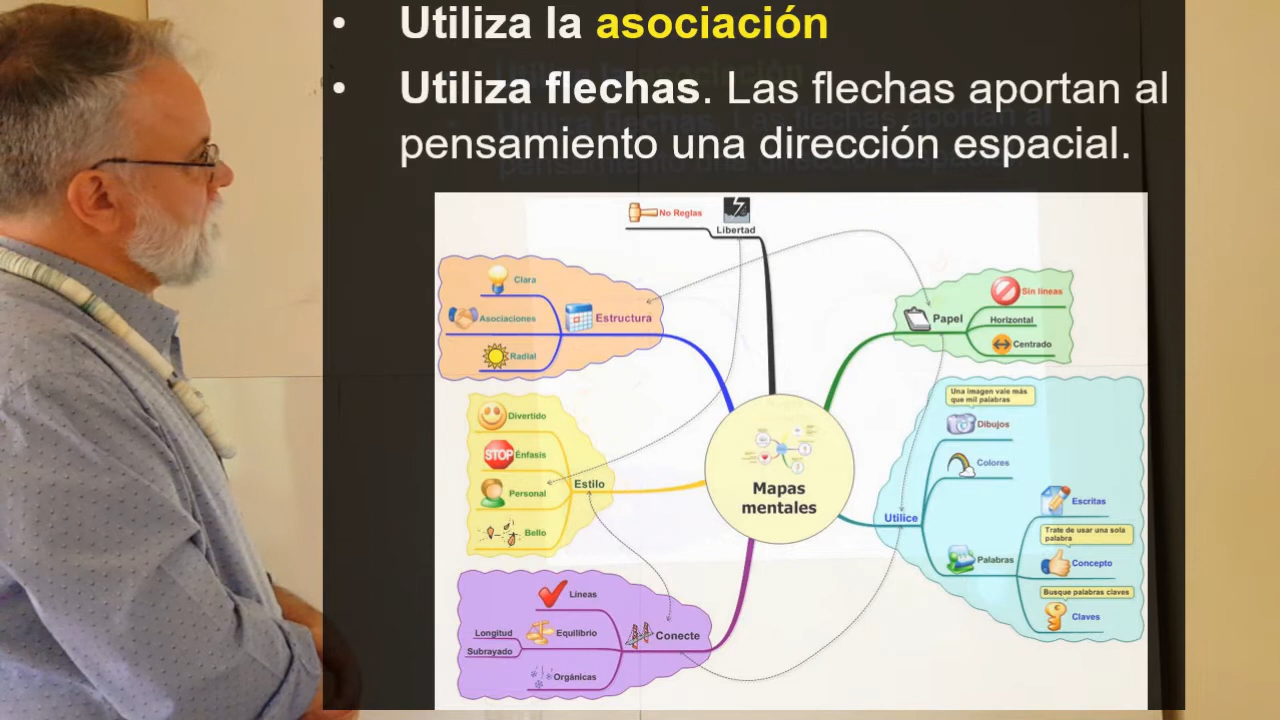 • Utiliza la asociación
• Utiliza flechas. Las flechas aportan al
pensamiento una dirección espacial.
No Reglas
Libertad
Clara
Asociaciones
Radial
Estructura
Papel
Sin líneas
Horizontal
Centrado
Divertido
STOP
Énfasis
Personal
Bello
Estilo
Mapas
mentales
Una imagen vale más
que mil palabras
Dibujos
Colores
Utilice
Palabras
Escritas
Trate de usar una sola
palabra
Concepto
Busque palabras claves
Claves
Líneas
Longitud
Equilibrio
Subrayado
Orgánicas
Conecte